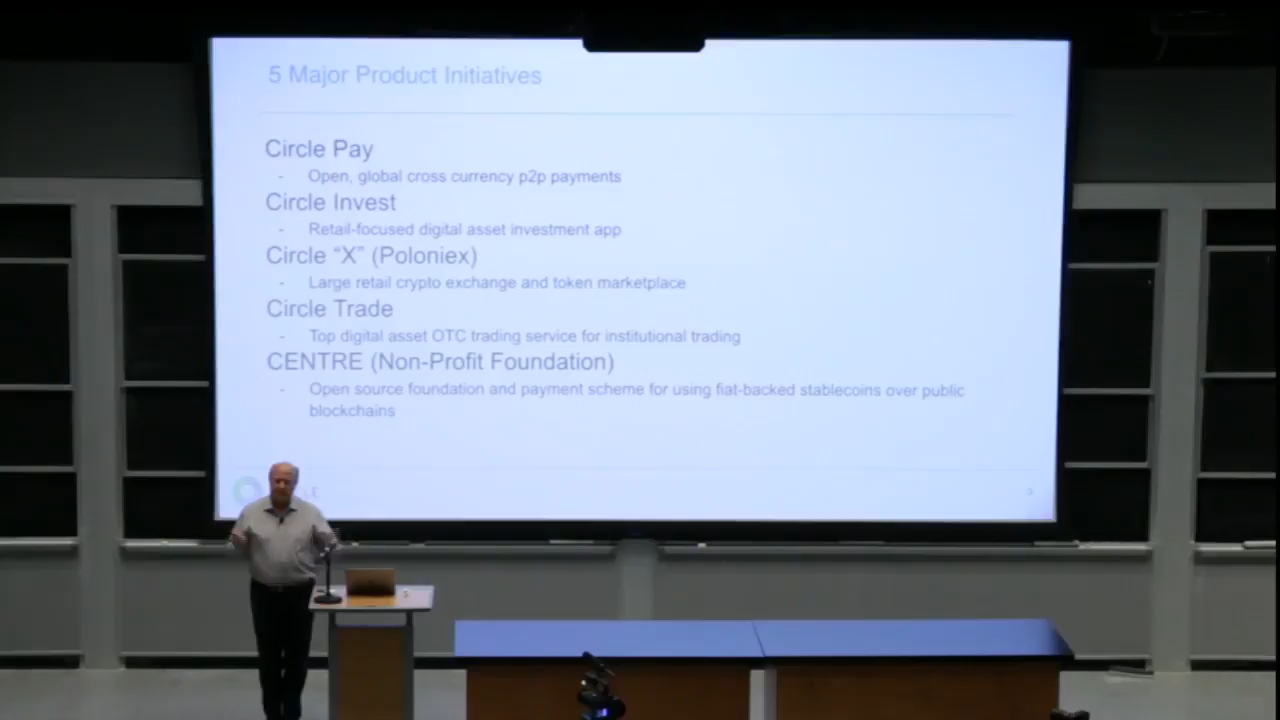 5 Major Product Initiatives
Circle Pay
- Open, global cross currency p2p payments
Circle Invest
- Retail-focused digital asset investment app
Circle “X” (Poloniex)
- Large retail crypto exchange and token marketplace
Circle Trade
- Top digital asset OTC trading service for institutional trading
CENTRE (Non-Profit Foundation)
- Open source foundation and payment scheme for using fiat-backed stablecoins over public
blockchains
3